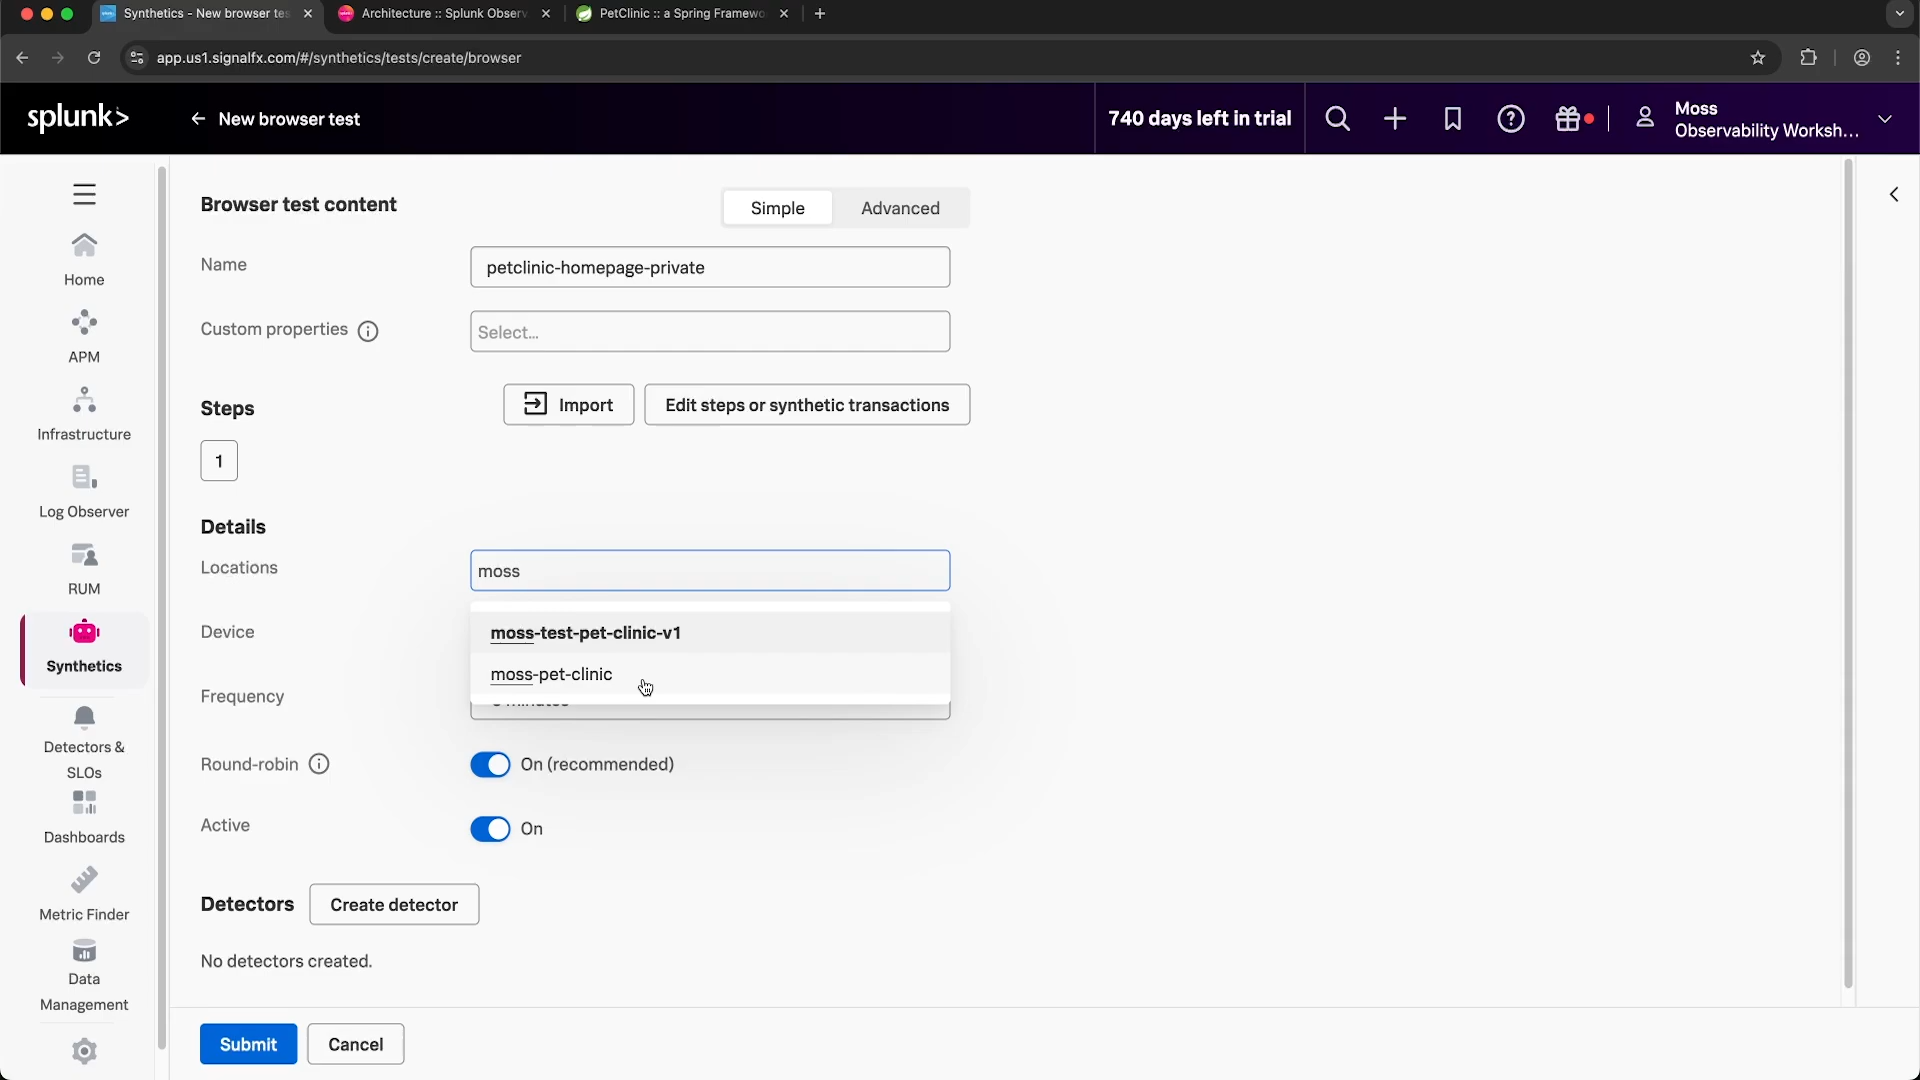 Synthetics - New browser tes
Architecture :: Splunk Observ
PetClinic :: a Spring Framewo
app.us1.signalfx.com/#/synthetics/tests/create/browser
splunk>
New browser test
740 days left in trial
Moss
Observability Worksh...
Home
APM
Infrastructure
Log Observer
RUM
Synthetics
Detectors &
SLOs
Dashboards
Metric Finder
Data
Management
Browser test content
Simple
Advanced
Name
petclinic-homepage-private
Custom properties
Select...
Steps
Import
Edit steps or synthetic transactions
1
Details
Locations
moss
Device
moss-test-pet-clinic-v1
moss-pet-clinic
Frequency
Round-robin
On (recommended)
Active
On
Detectors
Create detector
No detectors created.
Submit
Cancel